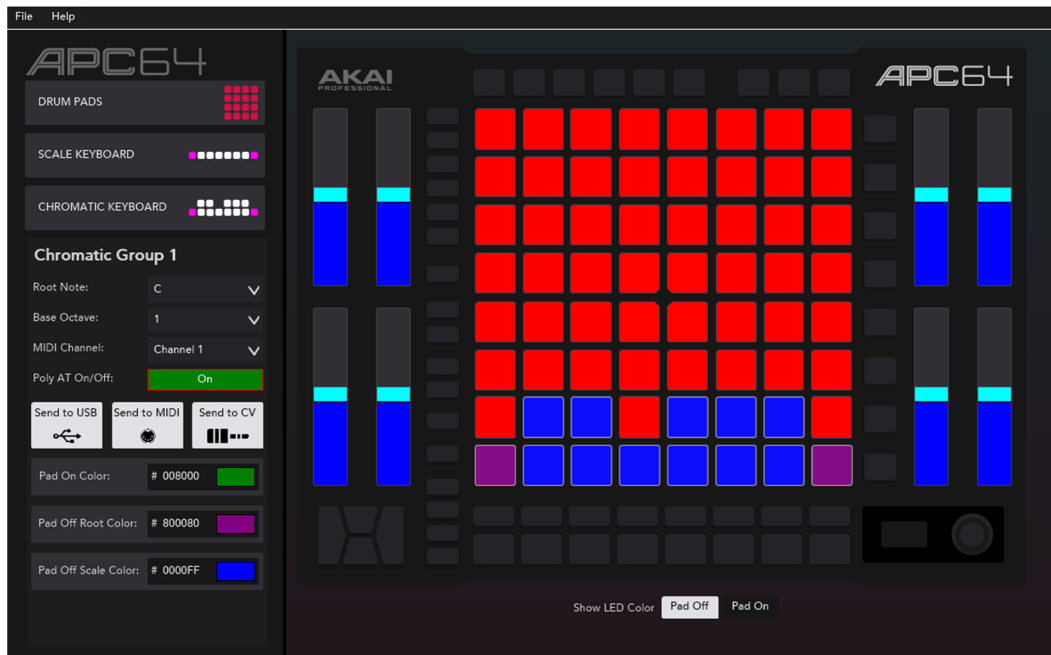 File Help
APC64
DRUM PADS
SCALE KEYBOARD
CHROMATIC KEYBOARD
Chromatic Group 1
Root Note: C
Base Octave: 1
MIDI Channel: Channel 1
Poly AT On/Off: On
Send to USB Send to MIDI Send to CV
Pad On Color: # 008000
Pad Off Root Color: # 800080
Pad Off Scale Color: # 0000FF
AKAI
PROFESSIONAL
APC64
Show LED Color Pad Off Pad On